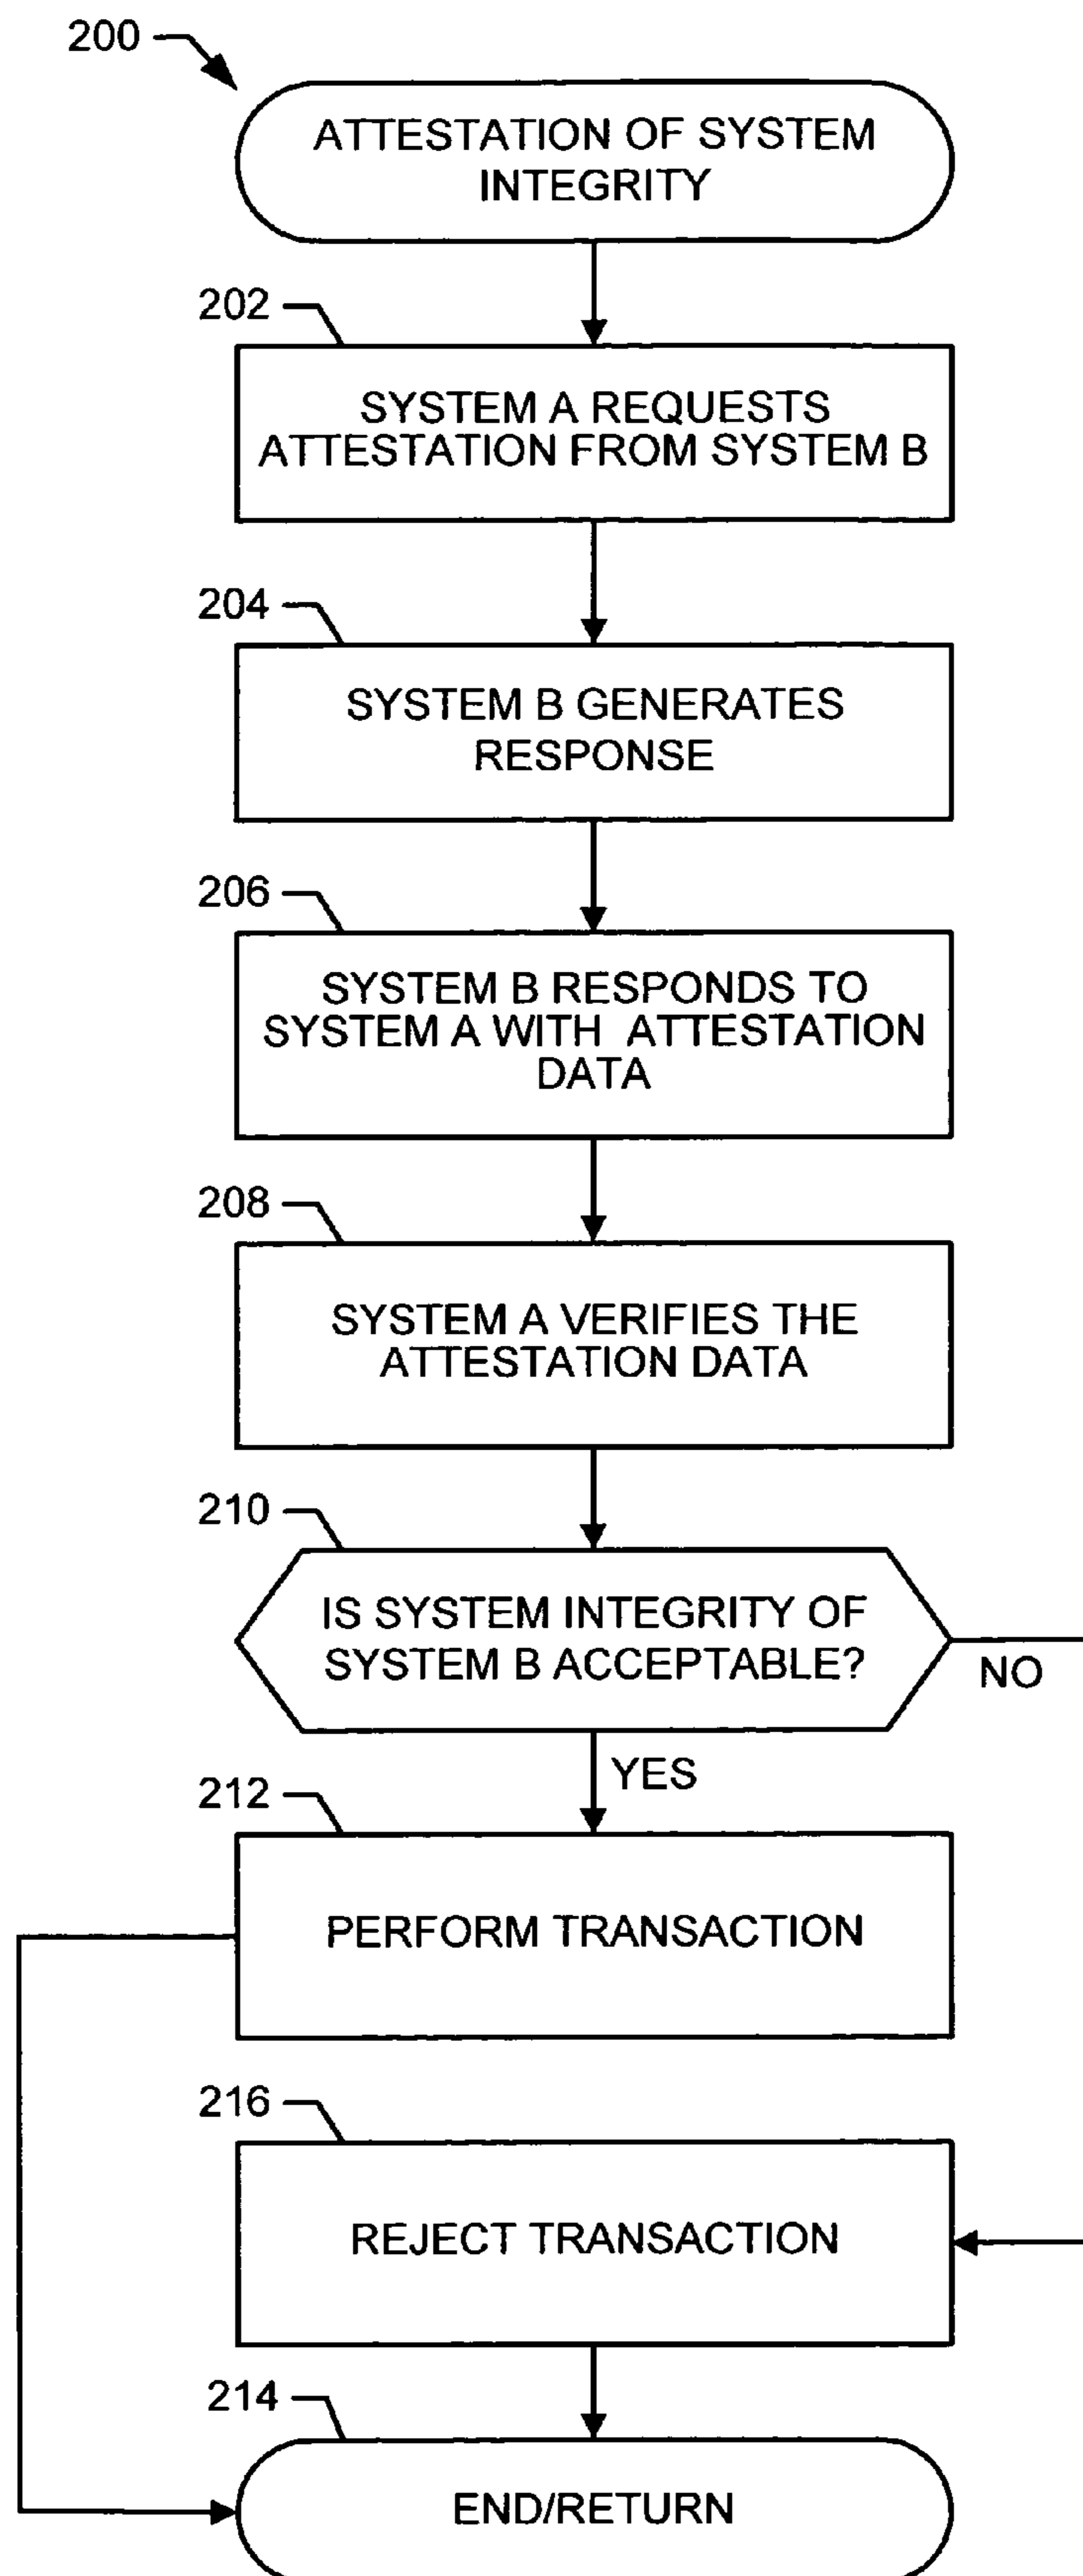 200
ATTESTATION OF SYSTEM
INTEGRITY
202
SYSTEM A REQUESTS
ATTESTATION FROM SYSTEM B
204
SYSTEM B GENERATES
RESPONSE
206
SYSTEM B RESPONDS TO
SYSTEM A WITH ATTESTATION
DATA
208
SYSTEM A VERIFIES THE
ATTESTATION DATA
210
IS SYSTEM INTEGRITY OF
SYSTEM B ACCEPTABLE?
NO
YES
212
PERFORM TRANSACTION
216
REJECT TRANSACTION
214
END/RETURN